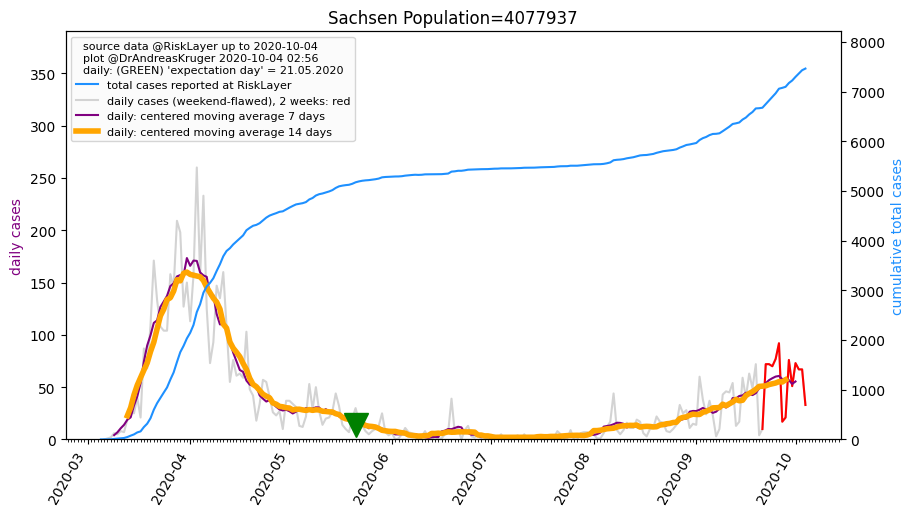 Sachsen Population=4077937
source data @RiskLayer up to 2020-10-04
plot @DrAndreasKruger 2020-10-04 02:56
daily: (GREEN) 'expectation day' = 21.05.2020
total cases reported at RiskLayer
daily cases (weekend-flawed), 2 weeks: red
daily: centered moving average 7 days
daily: centered moving average 14 days
daily cases
350
300
250
200
150
100
50
0
8000
7000
6000
5000
4000
3000
2000
1000
0
cumulative total cases
2020-03
2020-04
2020-05
2020-06
2020-07
2020-08
2020-09
2020-10